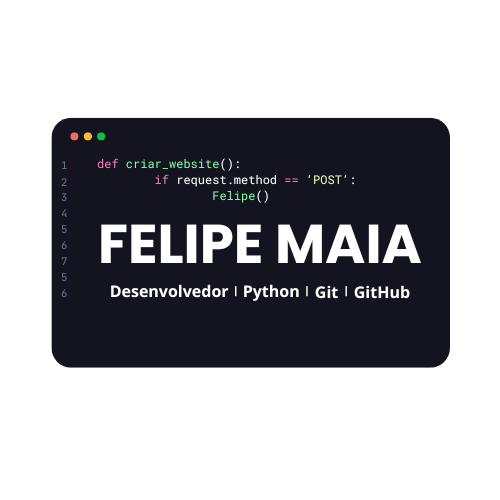 1 def criar_website():
2 if request.method == ‘POST’:
3 Felipe()
4
5 FELIPE MAIA
6
7
5 Desenvolvedor | Python | Git | GitHub
6